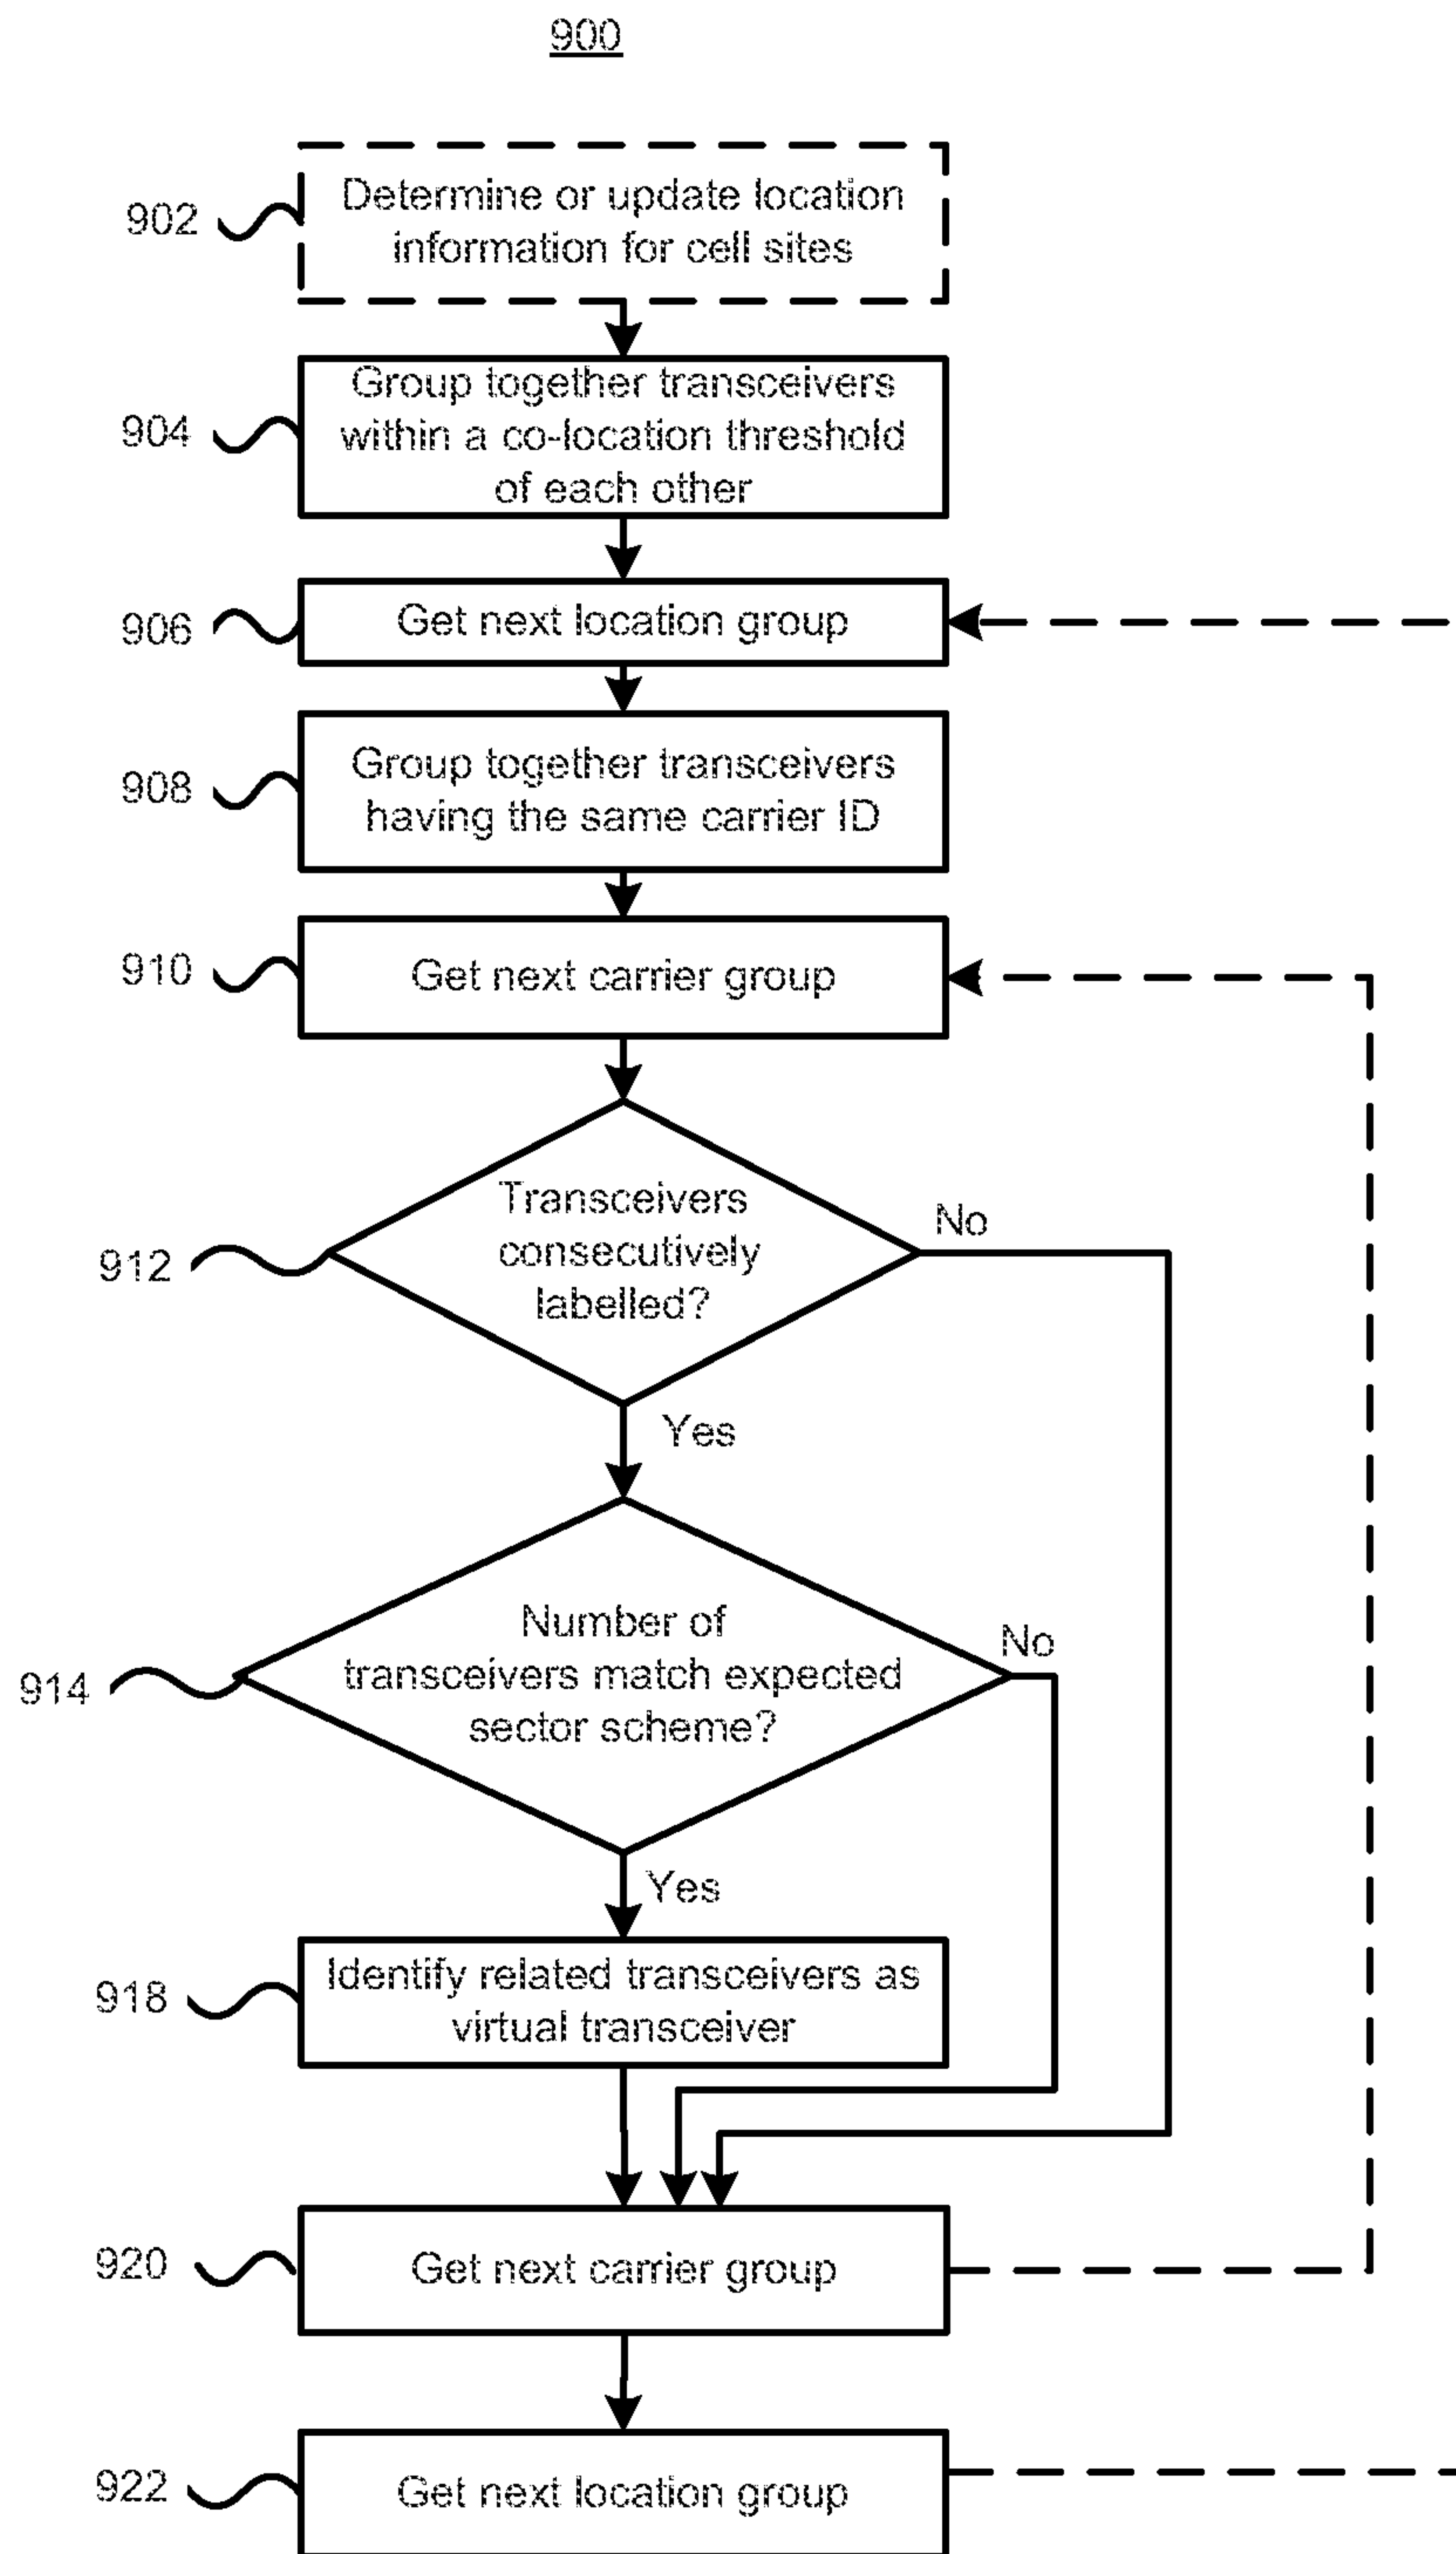 900
902
Determine or update location
information for cell sites
904
Group together transceivers
within a co-location threshold
of each other
906
Get next location group
908
Group together transceivers
having the same carrier ID
910
Get next carrier group
912
Transceivers
consecutively
labelled?
No
Yes
914
Number of
transceivers match expected
sector scheme?
No
Yes
918
Identify related transceivers as
virtual transceiver
920
Get next carrier group
922
Get next location group